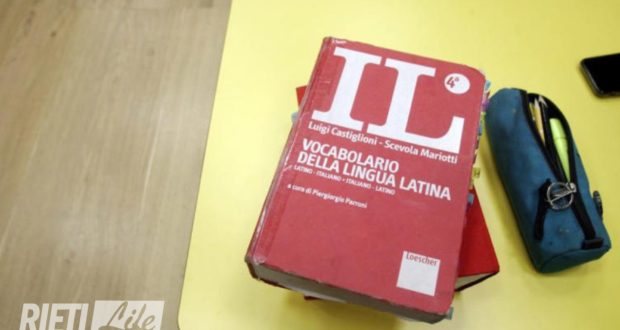 IL
4ª
Luigi Castiglioni - Scevola Mariotti
VOCABOLARIO
DELLA LINGUA LATINA
LATINO - ITALIANO • ITALIANO - LATINO
a cura di Piergiorgio Parroni
Loescher
RIETI Life